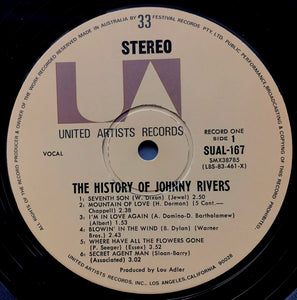 MADE IN AUSTRALIA BY 33 FESTIVAL RECORDS PTY. LTD.
STEREO
UA
UNITED ARTISTS RECORDS
RECORD ONE
SIDE 1
VOCAL
SUAL-167
SMX38785
(LBS-83-461-X)
THE HISTORY OF JOHNNY RIVERS
1/ SEVENTH SON (W. Dixon) (Jewel) 2.50
2/ MOUNTAIN OF LOVE (H. Dorman) (5 Cont.—
Chappell) 2.38
3/ I'M IN LOVE AGAIN (A. Domino-D. Bartholamew)
(Albert) 1.53
4/ BLOWIN' IN THE WIND (B. Dylan) (Warner
Bros.) 2.33
5/ WHERE HAVE ALL THE FLOWERS GONE
(P. Seeger) (Essex) 3.36
6/ SECRET AGENT MAN (Sloan-Barry)
(Associated) 3.02
Produced by Lou Adler
UNITED ARTISTS RECORDS, INC., LOS ANGELES, CALIFORNIA 90028